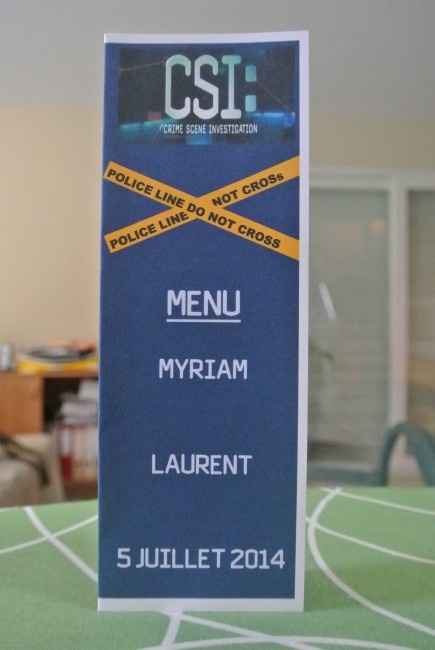 CSI:
CRIME SCENE INVESTIGATION
POLICE LINE DO NOT CROSS
POLICE LINE NOT CROSs
MENU
MYRIAM
LAURENT
5 JUILLET 2014